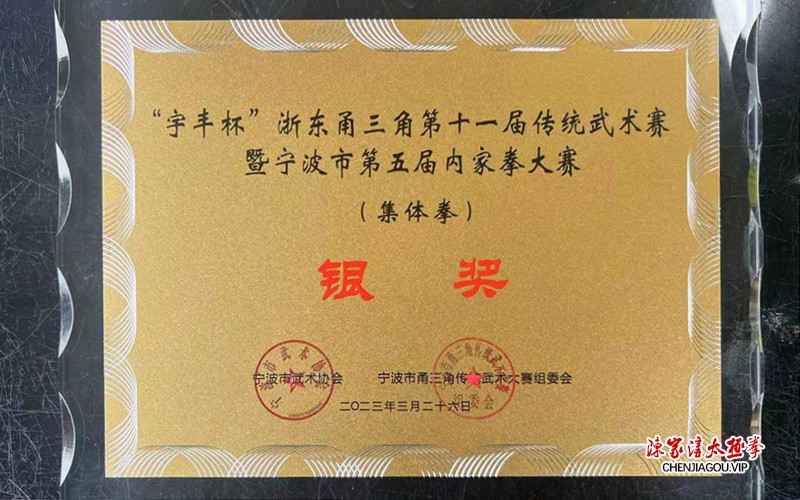 “宇丰杯”浙东甬三角第十一届传统武术赛
暨宁波市第五届内家拳大赛
（集体拳）
银 奖
宁波市武术协会 宁波市甬三角传统武术大赛组委会
二〇二三年三月二十六日
陈家沟太极拳
CHENJIAGOU.VIP